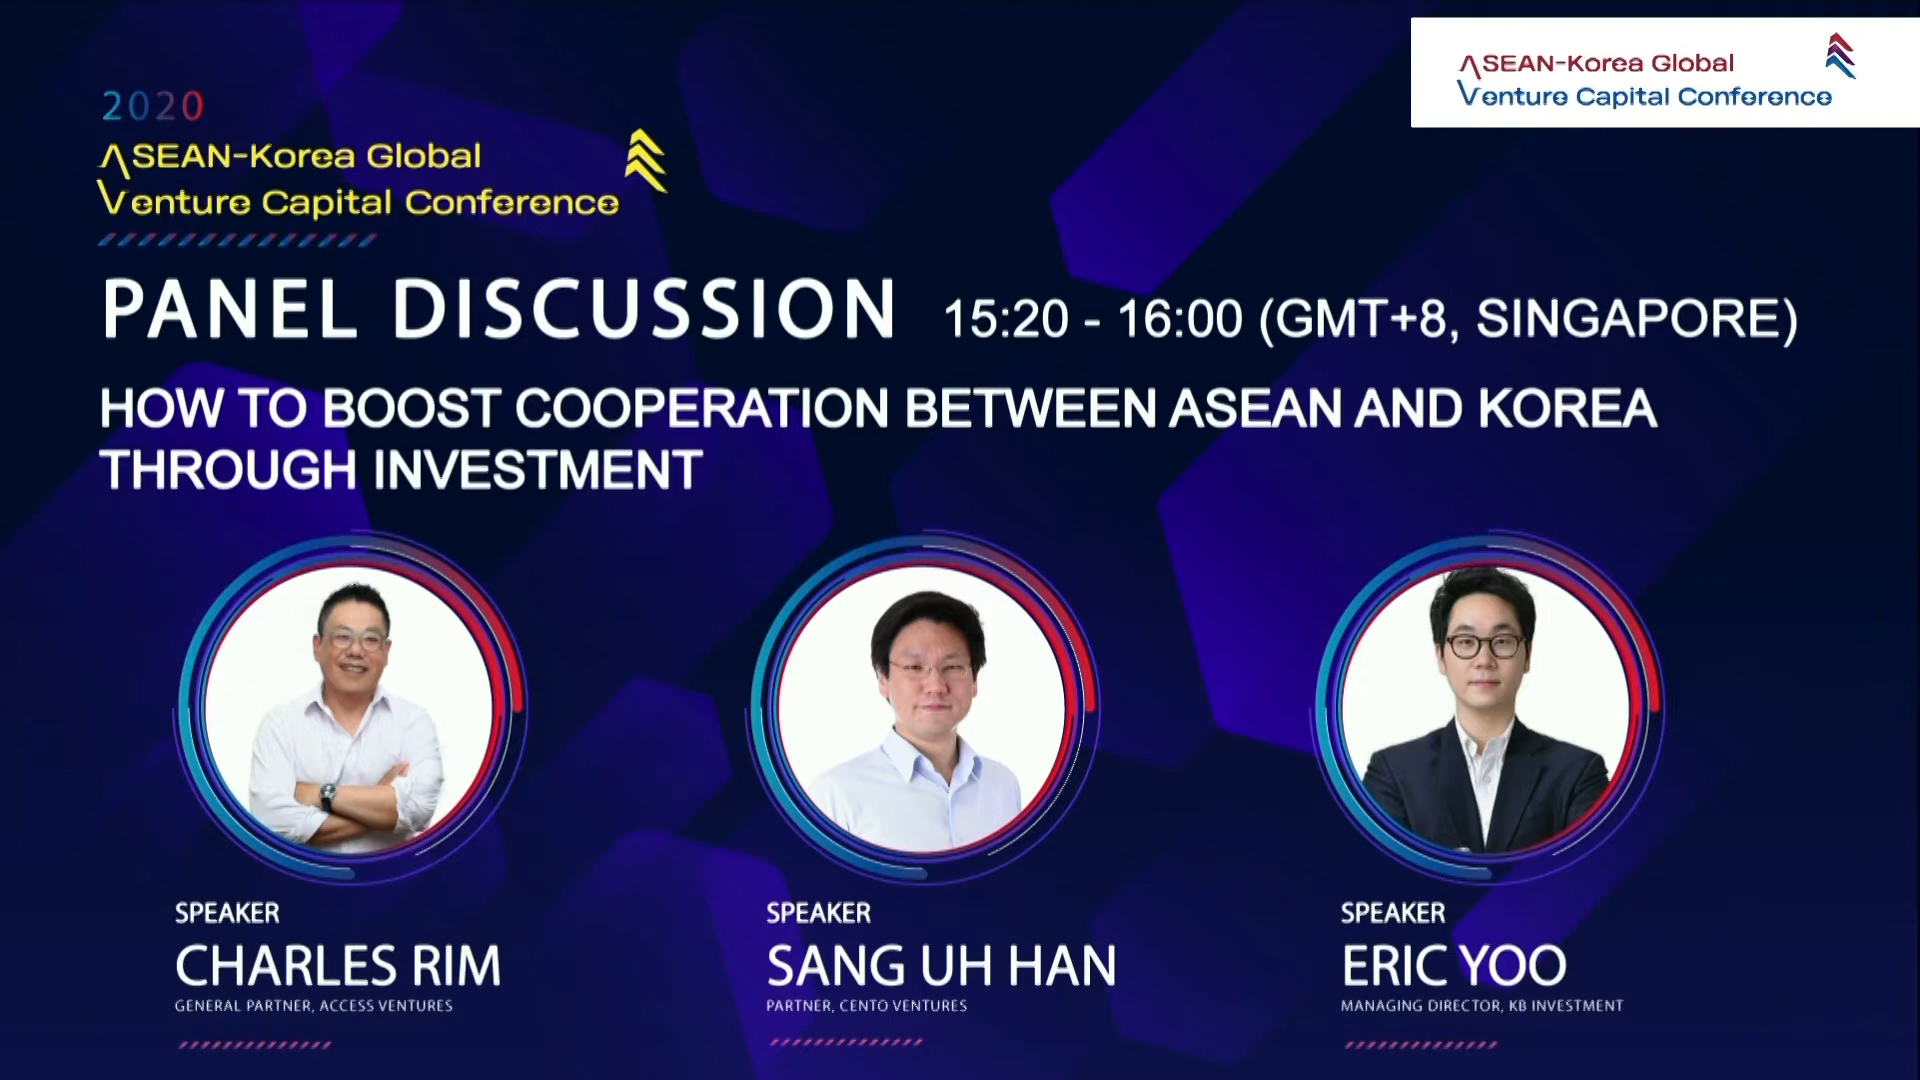 2020
ASEAN-Korea Global
Venture Capital Conference
ASEAN-Korea Global
Venture Capital Conference
PANEL DISCUSSION 15:20 - 16:00 (GMT+8, SINGAPORE)
HOW TO BOOST COOPERATION BETWEEN ASEAN AND KOREA
THROUGH INVESTMENT
SPEAKER
CHARLES RIM
GENERAL PARTNER, ACCESS VENTURES
SPEAKER
SANG UH HAN
PARTNER, CENTO VENTURES
SPEAKER
ERIC YOO
MANAGING DIRECTOR, KB INVESTMENT